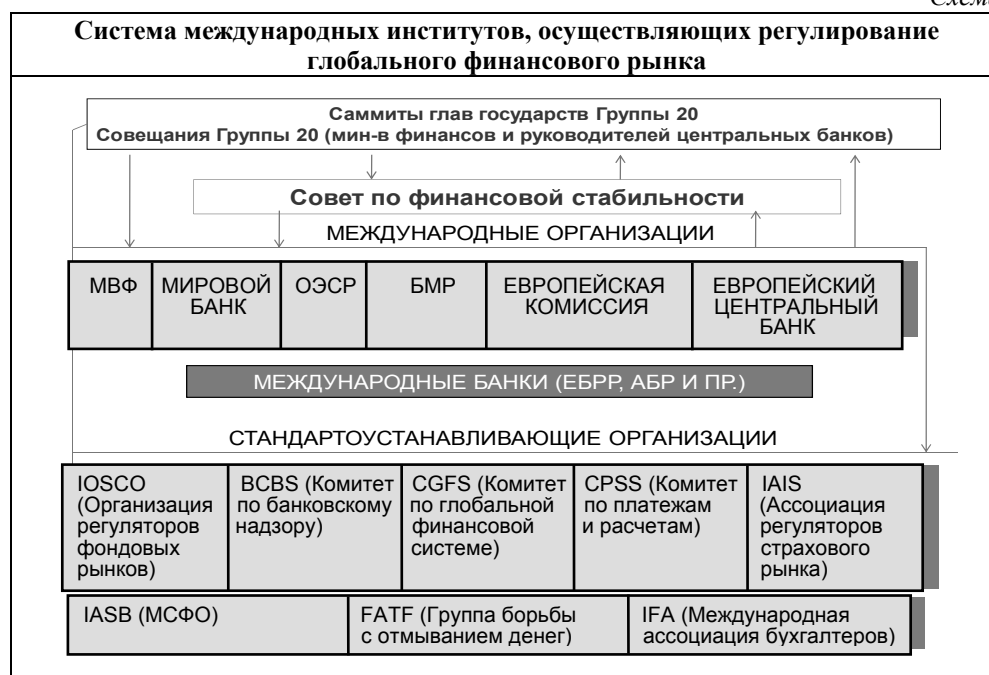 Схема
Система международных институтов, осуществляющих регулирование
глобального финансового рынка
Саммиты глав государств Группы 20
Совещания Группы 20 (мин-в финансов и руководителей центральных банков)
Совет по финансовой стабильности
МЕЖДУНАРОДНЫЕ ОРГАНИЗАЦИИ
МВФ
МИРОВОЙ
БАНК
ОЭСР
БМР
ЕВРОПЕЙСКАЯ
КОМИССИЯ
ЕВРОПЕЙСКИЙ
ЦЕНТРАЛЬНЫЙ
БАНК
МЕЖДУНАРОДНЫЕ БАНКИ (ЕБРР, АБР И ПР.)
СТАНДАРТОУСТАНАВЛИВАЮЩИЕ ОРГАНИЗАЦИИ
IOSCO
(Организация
регуляторов
фондовых
рынков)
BCBS (Комитет
по банковскому
надзору)
CGFS (Комитет
по глобальной
финансовой
системе)
CPSS (Комитет
по платежам
и расчетам)
IAIS
(Ассоциация
регуляторов
страхового
рынка)
IASB (МСФО)
FATF (Группа борьбы
с отмыванием денег)
IFA (Международная
ассоциация бухгалтеров)